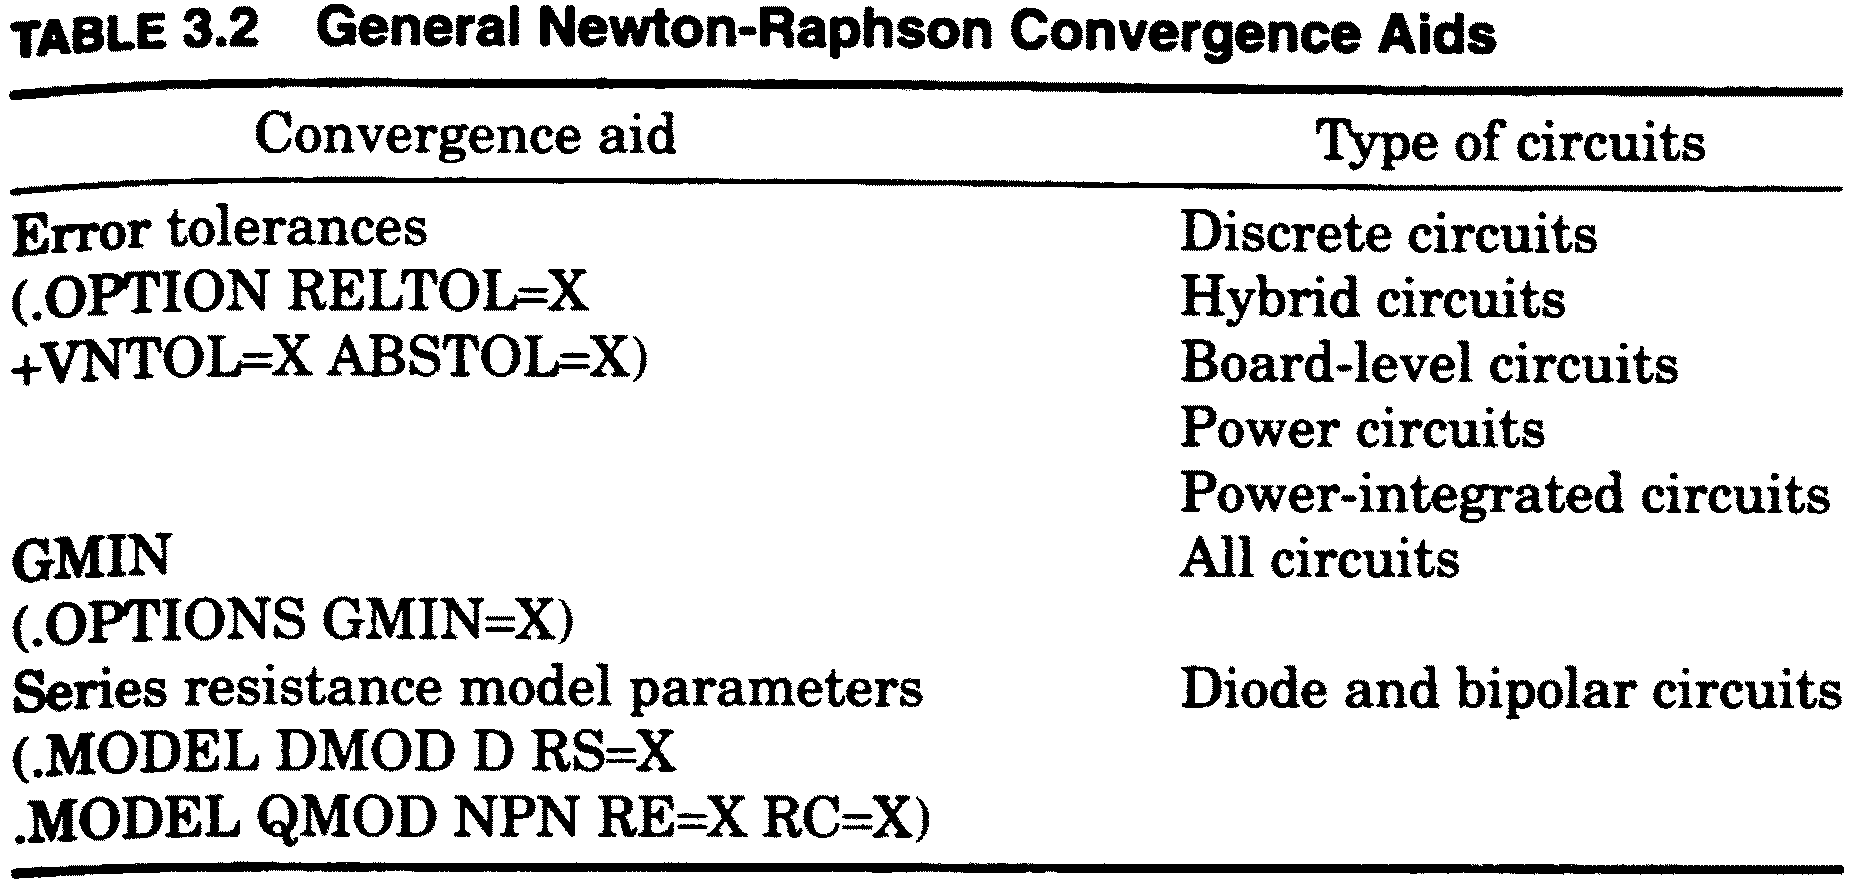 TABLE 3.2 General Newton-Raphson Convergence Aids
Convergence aid Type of circuits
Error tolerances Discrete circuits
(.OPTION RELTOL=X Hybrid circuits
+VNTOL=X ABSTOL=X) Board-level circuits
Power circuits
Power-integrated circuits
GMIN All circuits
(.OPTIONS GMIN=X)
Series resistance model parameters Diode and bipolar circuits
(.MODEL DMOD D RS=X
.MODEL QMOD NPN RE=X RC=X)